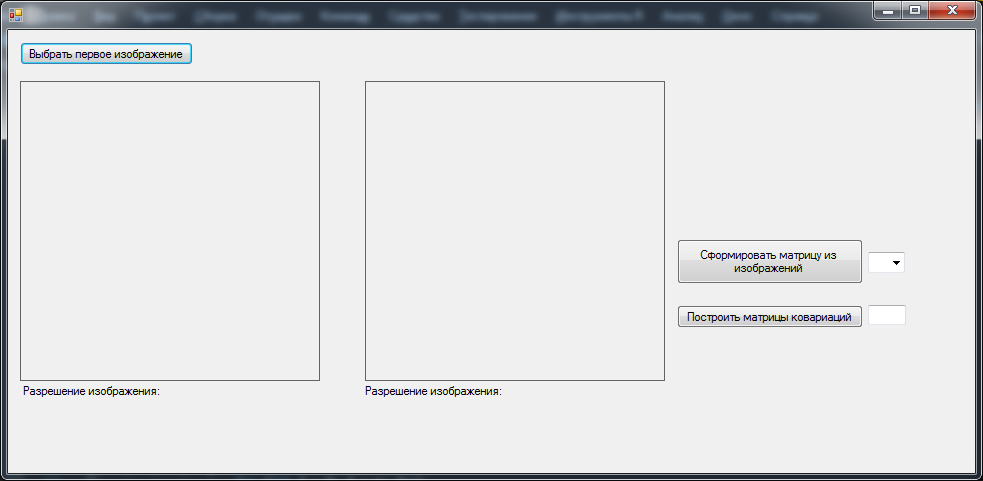 Выбрать первое изображение
Сформировать матрицу из
изображений
Построить матрицы ковариаций
Разрешение изображения:
Разрешение изображения: